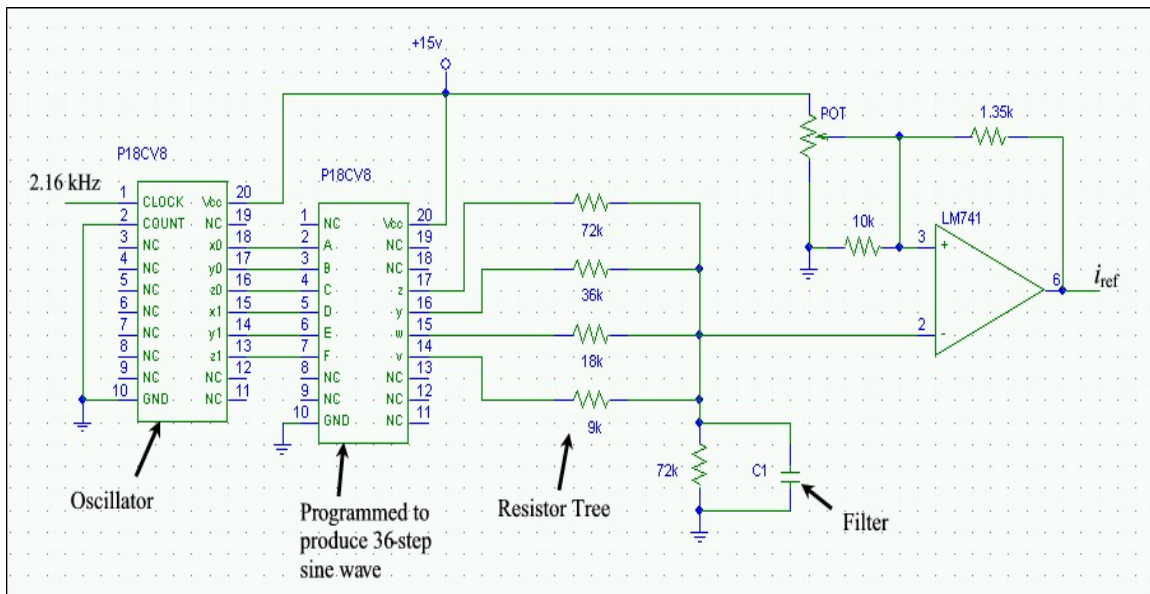 +15v
POT
1.35k
P18CV8
P18CV8
2.16 kHz
1 CLOCK Vcc 20
2 COUNT NC 19
3 NC x0 18
4 NC y0 17
5 NC z0 16
6 NC x1 15
7 NC y1 14
8 NC z1 13
9 NC NC 12
10 GND NC 11
1 NC Vcc 20
2 A NC 19
3 B NC 18
4 C z 17
5 D y 16
6 E w 15
7 F v 14
8 NC NC 13
9 NC NC 12
10 GND NC 11
72k
36k
18k
9k
10k
LM741
3 +
2 -
6
iref
72k
C1
Oscillator
Programmed to
produce 36-step
sine wave
Resistor Tree
Filter